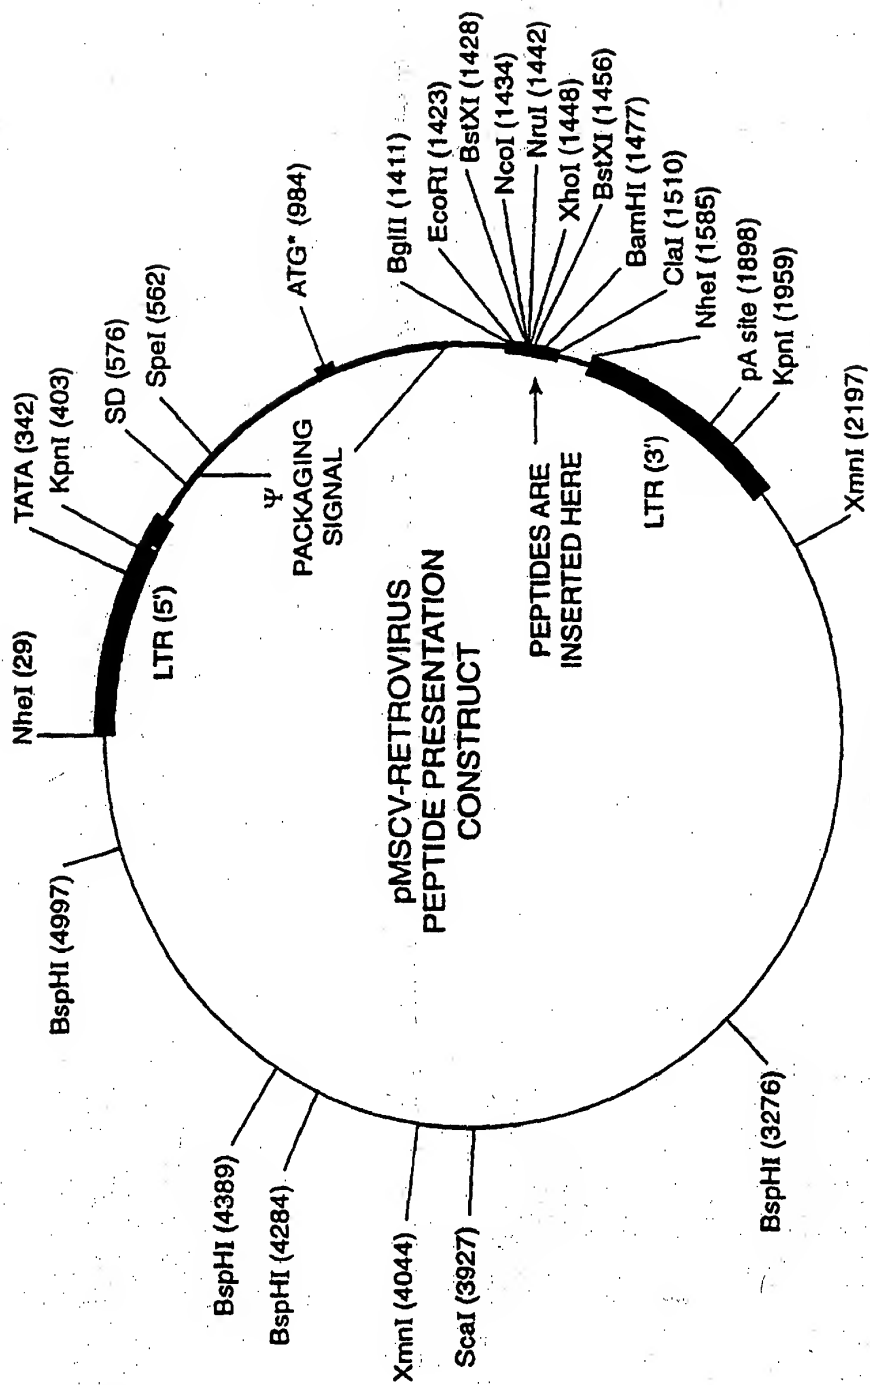 NheI (29)
TATA (342)
KpnI (403)
SD (576)
SpeI (562)
ATG* (984)
BglII (1411)
EcoRI (1423)
BstXI (1428)
NcoI (1434)
NruI (1442)
XhoI (1448)
BstXI (1456)
BamHI (1477)
ClaI (1510)
NheI (1585)
pA site (1898)
KpnI (1959)
XmnI (2197)
BspHI (3276)
ScaI (3927)
XmnI (4044)
BspHI (4284)
BspHI (4389)
BspHI (4997)
LTR (5')
Ψ
PACKAGING
SIGNAL
PEPTIDES ARE
INSERTED HERE
LTR (3')
pMSCV-RETROVIRUS
PEPTIDE PRESENTATION
CONSTRUCT